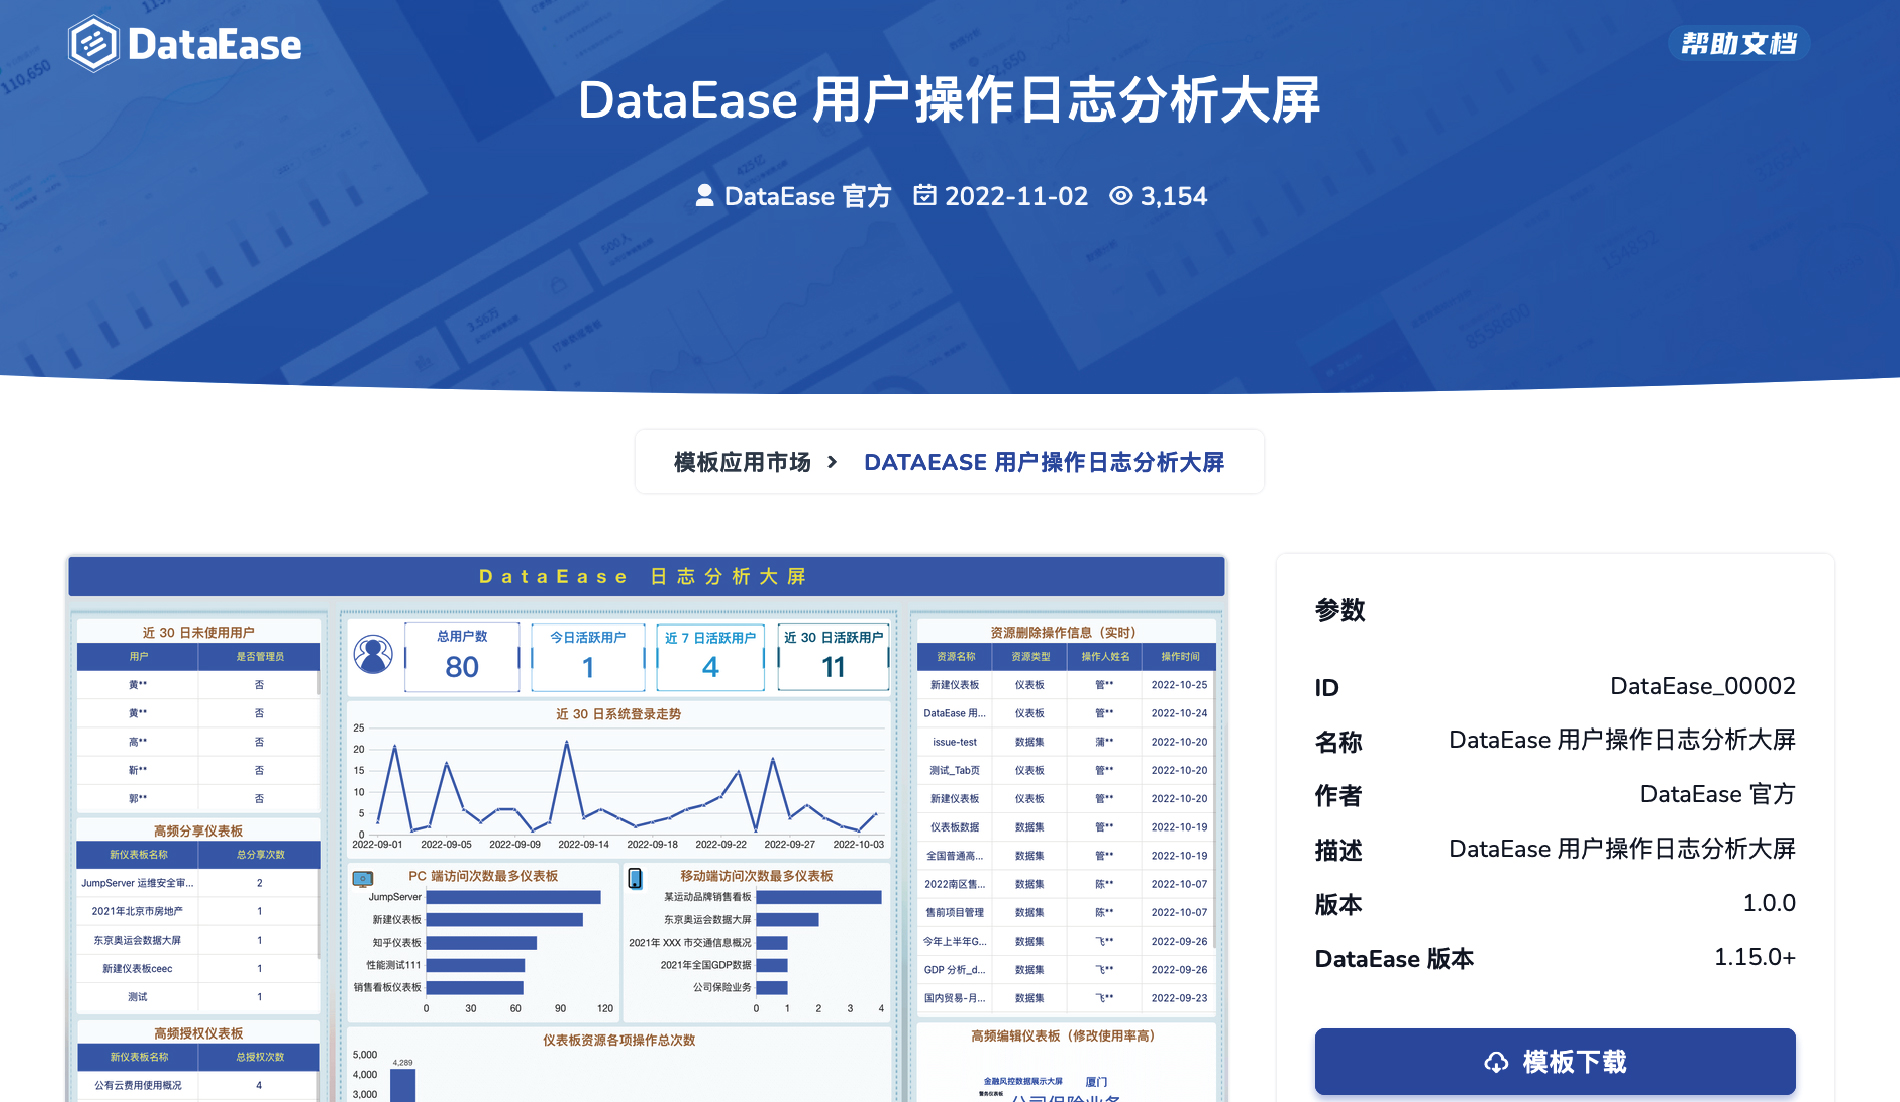 DataEase
帮助文档
DataEase 用户操作日志分析大屏
DataEase 官方 2022-11-02 3,154
模板应用市场 > DATAEASE 用户操作日志分析大屏
DataEase 日志分析大屏
近 30 日未使用用户
用户 是否管理员
黄** 否
黄** 否
高** 否
靳** 否
郭** 否
高频分享仪表板
新仪表板名称 总分享次数
JumpServer 运维安全审... 2
2021年北京市房地产 1
东京奥运会数据大屏 1
新建仪表板ceec 1
测试 1
高频授权仪表板
新仪表板名称 总授权次数
公有云费用使用概况 4
总用户数
80
今日活跃用户
1
近 7 日活跃用户
4
近 30 日活跃用户
11
近 30 日系统登录走势
25
20
15
10
5
0
2022-09-01 2022-09-05 2022-09-09 2022-09-14 2022-09-18 2022-09-22 2022-09-27 2022-10-03
PC 端访问次数最多仪表板
JumpServer
新建仪表板
知乎仪表板
性能测试111
销售看板仪表板
0 30 60 90 120
移动端访问次数最多仪表板
某运动品牌销售看板
东京奥运会数据大屏
2021年 XXX 市交通信息概况
2021年全国GDP数据
公司保险业务
0 1 2 3 4
仪表板资源各项操作总次数
5,000
4,289
4,000
3,000
资源删除操作信息（实时）
资源名称 资源类型 操作人姓名 操作时间
新建仪表板 仪表板 管** 2022-10-25
DataEase 用... 仪表板 管** 2022-10-24
issue-test 数据集 蒲** 2022-10-20
测试_Tab页 仪表板 管** 2022-10-20
新建仪表板 仪表板 管** 2022-10-20
仪表板数据 数据集 管** 2022-10-19
全国普通高... 数据集 管** 2022-10-19
2022南区售... 数据集 陈** 2022-10-07
售前项目管理 数据集 陈** 2022-10-07
今年上半年G... 数据集 飞** 2022-09-26
GDP 分析_d... 数据集 飞** 2022-09-26
国内贸易-月... 数据集 飞** 2022-09-23
高频编辑仪表板（修改使用率高）
金融风控数据展示大屏 厦门
警务仪表板
公司保险业务
参数
ID DataEase_00002
名称 DataEase 用户操作日志分析大屏
作者 DataEase 官方
描述 DataEase 用户操作日志分析大屏
版本 1.0.0
DataEase 版本 1.15.0+
模板下载